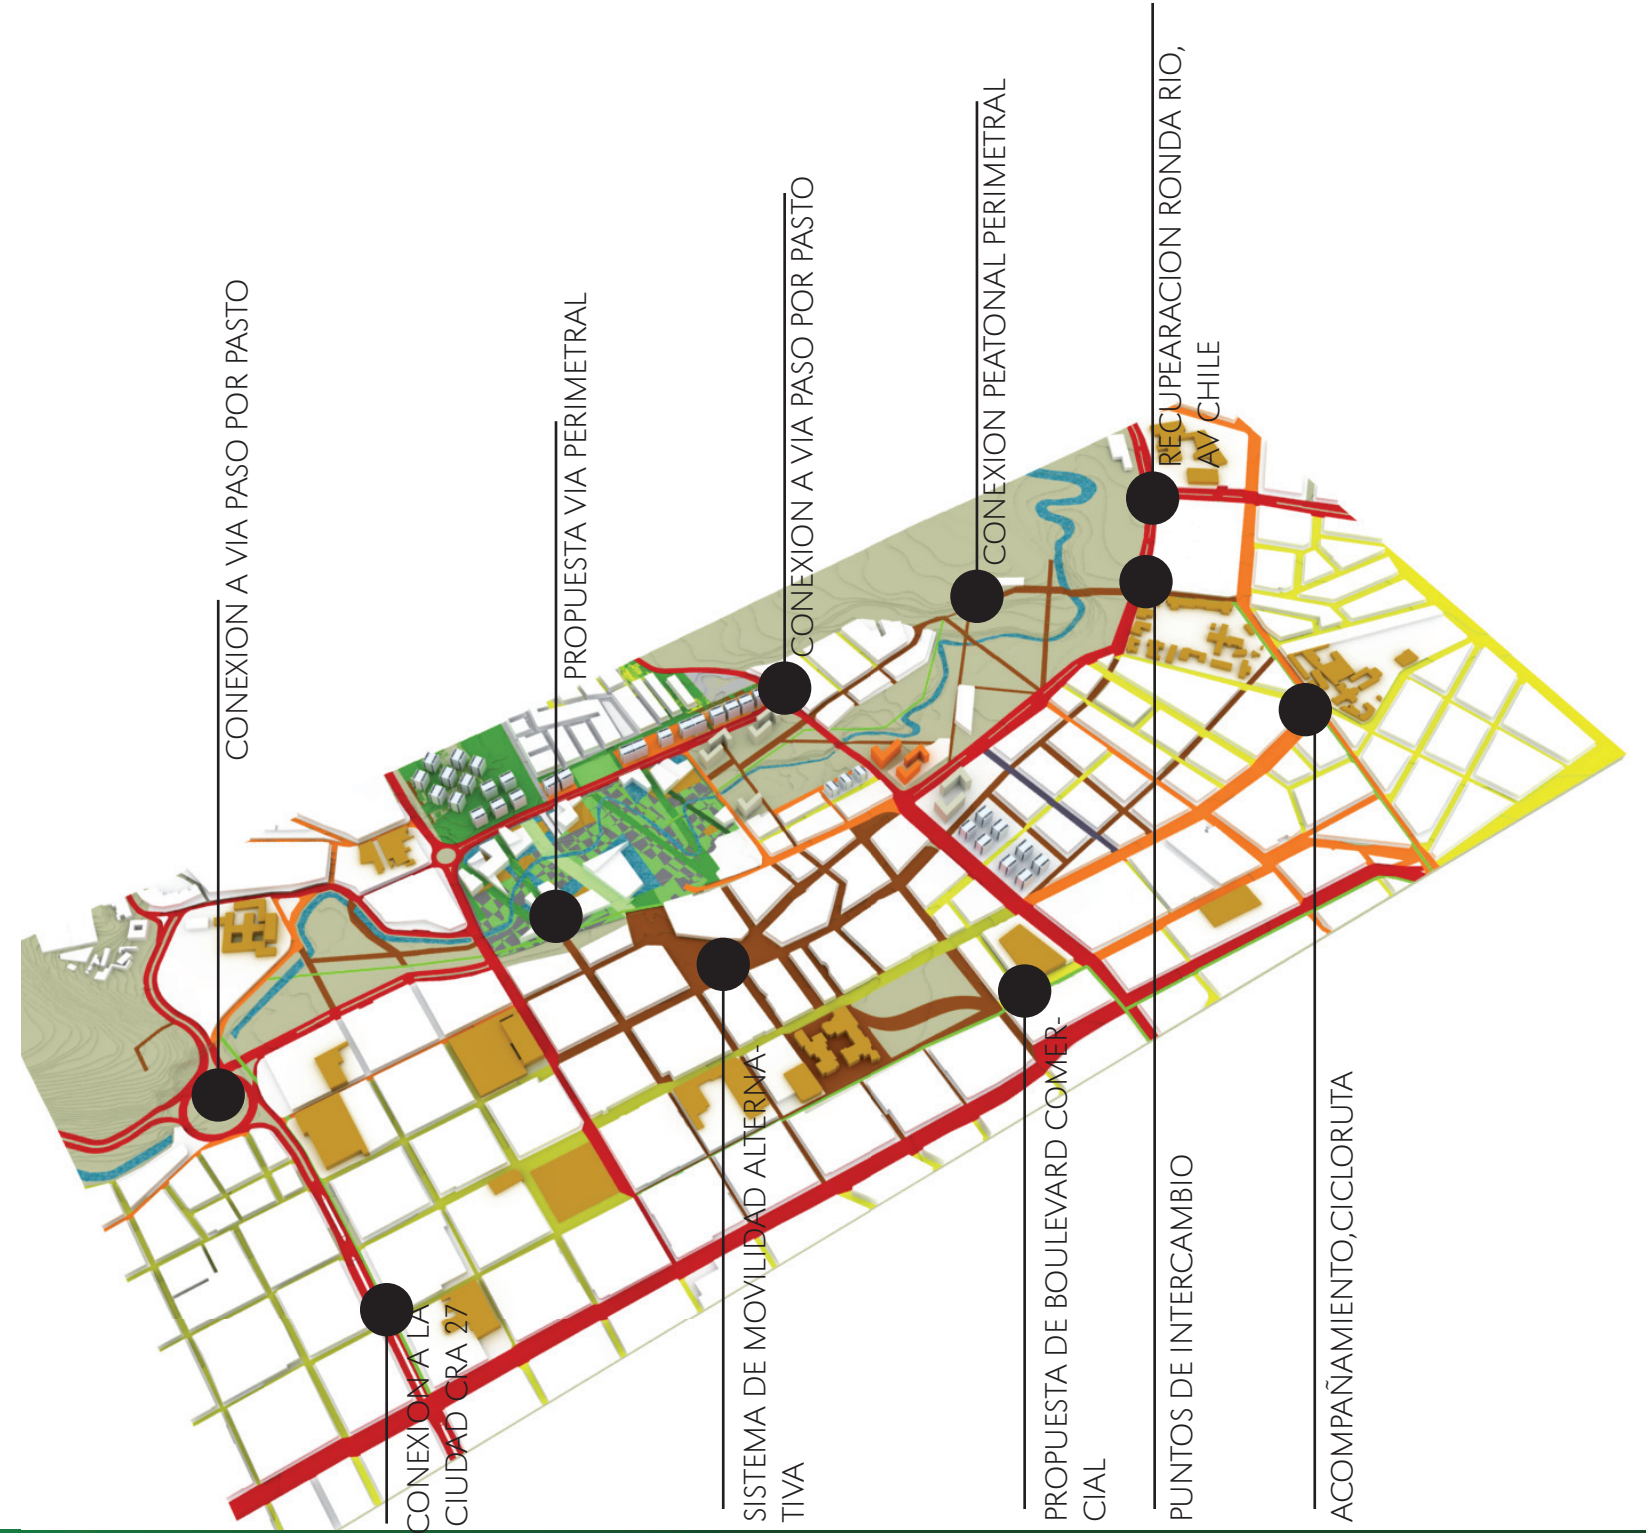 CONEXION A VIA PASO POR PASTO
PROPUESTA VIA PERIMETRAL
CONEXION A VIA PASO POR PASTO
CONEXION PEATONAL PERIMETRAL
RECUPEARACION RONDA RIO,
AV CHILE
CONEXION A LA
CIUDAD CRA 27
SISTEMA DE MOVILIDAD ALTERNA-
TIVA
PROPUESTA DE BOULEVARD COMER-
CIAL
PUNTOS DE INTERCAMBIO
ACOMPAÑAMIENTO,CICLORUTA